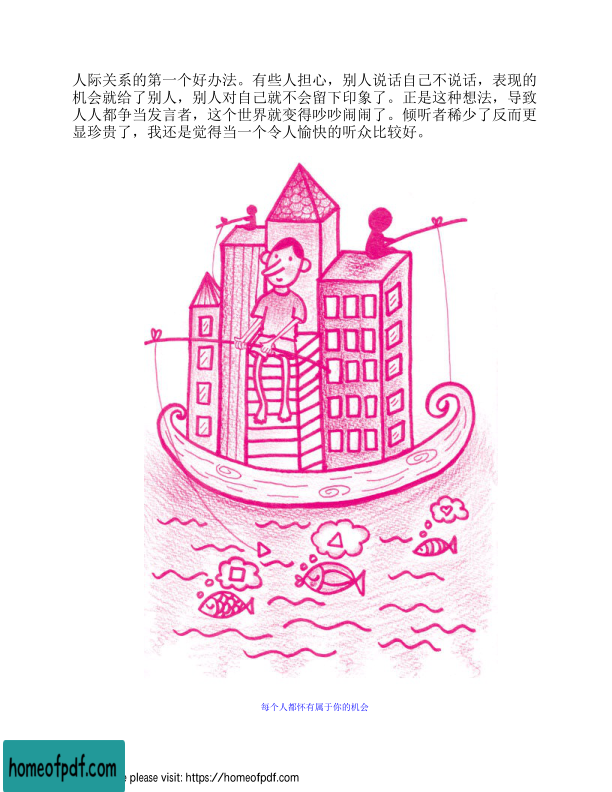 人际关系的第一个好办法。有些人担心，别人说话自己不说话，表现的
机会就给了别人，别人对自己就不会留下印象了。正是这种想法，导致
人人都争当发言者，这个世界就变得吵吵闹闹了。倾听者稀少了反而更
显珍贵了，我还是觉得当一个令人愉快的听众比较好。
每个人都怀有属于你的机会
homeofpdf.com
e please visit: https://homeofpdf.com